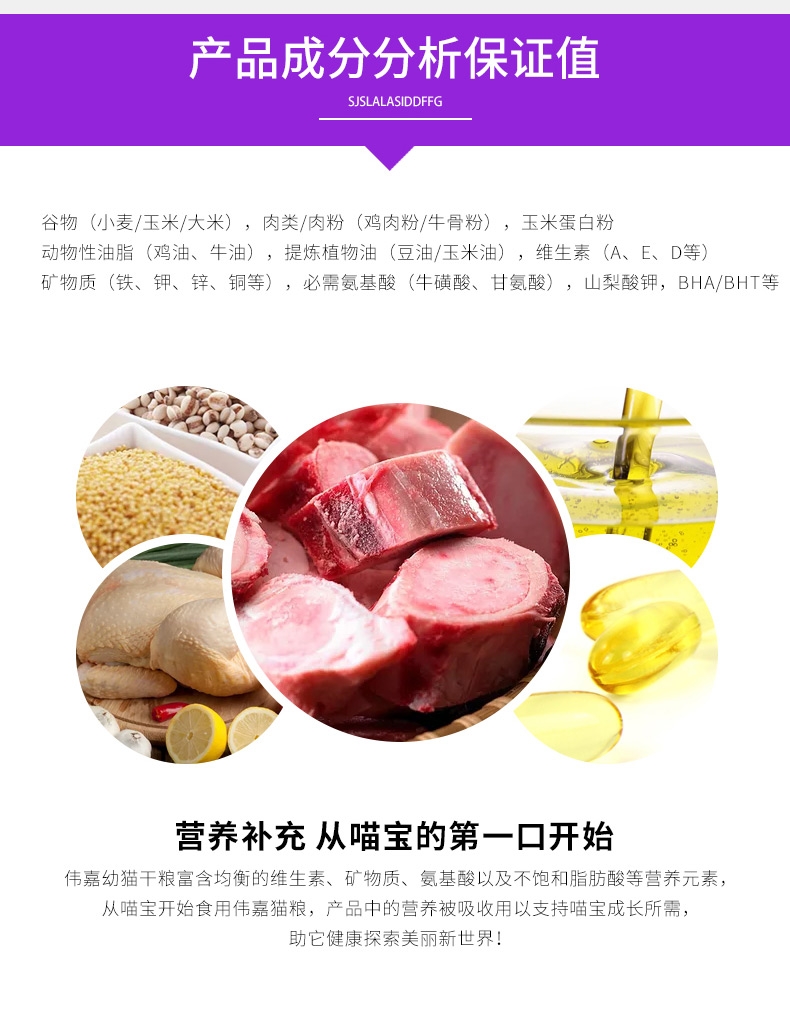 产品成分分析保证值
SJSLALASIDDFFG
谷物（小麦/玉米/大米），肉类/肉粉（鸡肉粉/牛骨粉），玉米蛋白粉
动物性油脂（鸡油、牛油），提炼植物油（豆油/玉米油），维生素（A、E、D等）
矿物质（铁、钾、锌、铜等），必需氨基酸（牛磺酸、甘氨酸），山梨酸钾，BHA/BHT等
营养补充 从喵宝的第一口开始
伟嘉幼猫干粮富含均衡的维生素、矿物质、氨基酸以及不饱和脂肪酸等营养元素，
从喵宝开始食用伟嘉猫粮，产品中的营养被吸收用以支持喵宝成长所需，
助它健康探索美丽新世界！